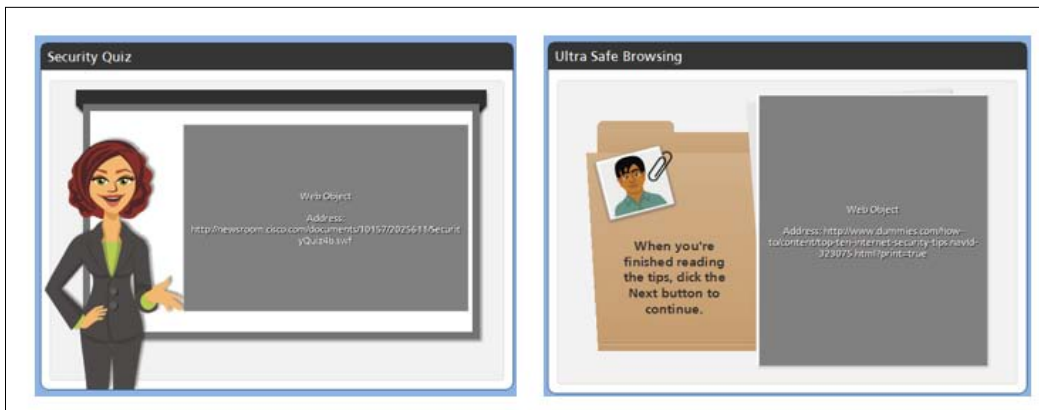 Security Quiz
Web Object
Address:
http://newsroom.cisco.com/documents/10157/2025611/Securit
yQuiz4b.swf
Ultra Safe Browsing
When you're
finished reading
the tips, click the
Next button to
continue.
Web Object
Address: http://www.dummies.com/how-
to/content/top-ten-internet-security-tips.navId-
323075.html?print=true